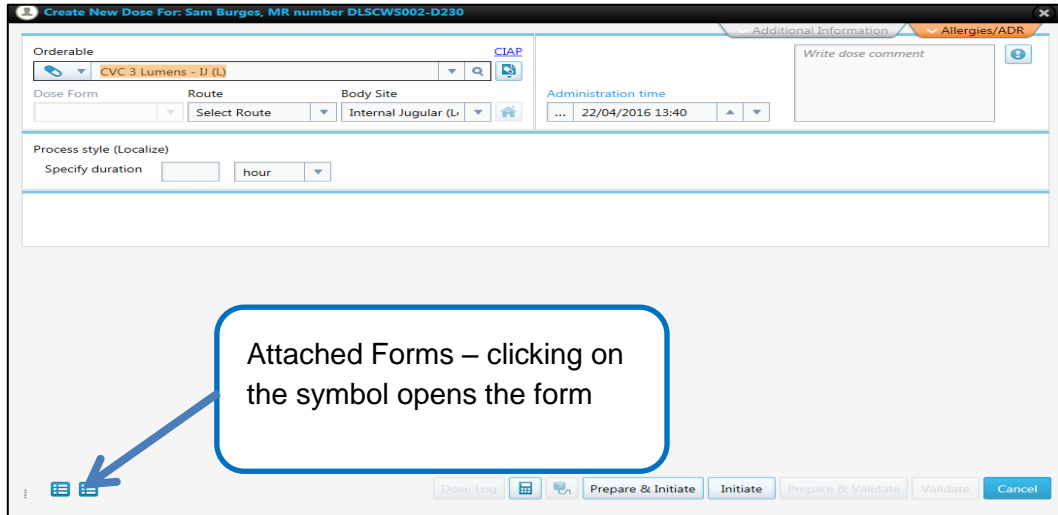 Create New Dose For: Sam Burges, MR number DLSCWS002-D230
Additional Information
Allergies/ADR
Orderable
CIAP
Write dose comment
CVC 3 Lumens - IJ (L)
Dose Form
Route
Body Site
Administration time
Select Route
Internal Jugular (L
... 22/04/2016 13:40
Process style (Localize)
Specify duration
hour
Attached Forms – clicking on
the symbol opens the form
Dose Log
Prepare & Initiate
Initiate
Prepare & Validate
Validate
Cancel